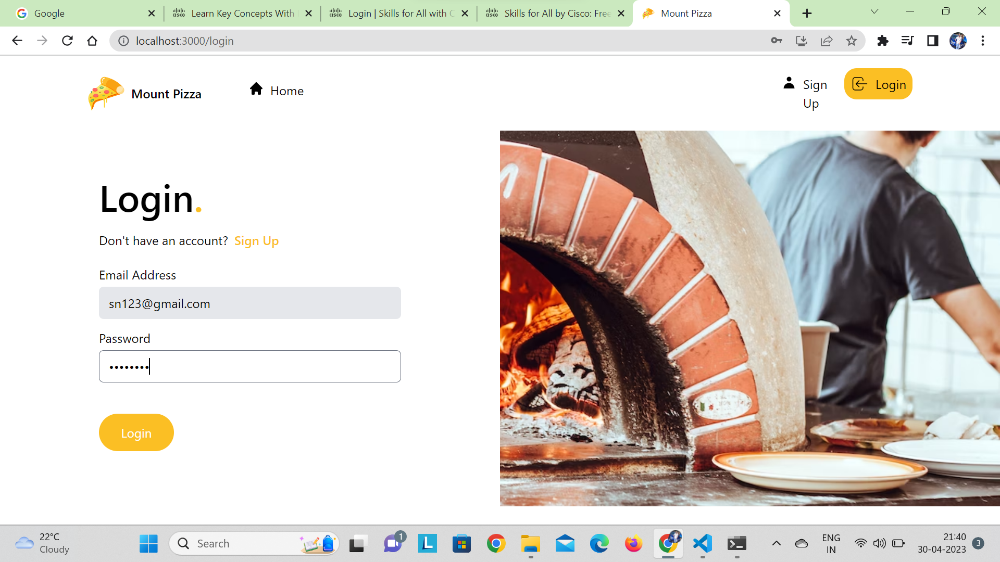 Google
Learn Key Concepts With
Login | Skills for All with C
Skills for All by Cisco: Free
Mount Pizza
localhost:3000/login
Mount Pizza
Home
Sign
Up
Login
Login.
Don't have an account? Sign Up
Email Address
sn123@gmail.com
Password
••••••••
Login
22°C
Cloudy
Search
1
ENG
IN
21:40
30-04-2023
3